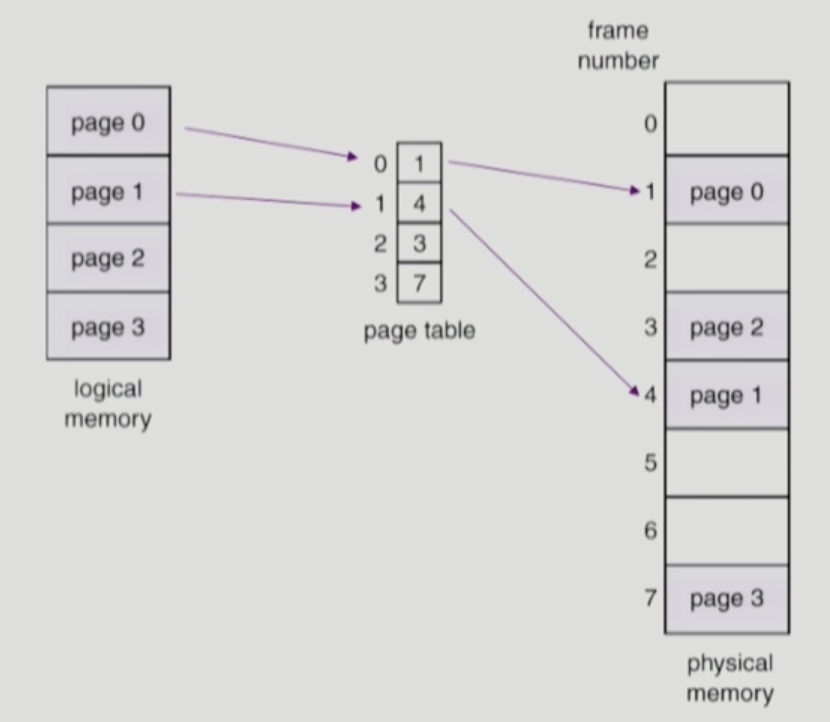 frame
number
page 0
page 1
page 2
page 3
logical
memory
0 1
1 4
2 3
3 7
page table
0
1 page 0
2
3 page 2
4 page 1
5
6
7 page 3
physical
memory